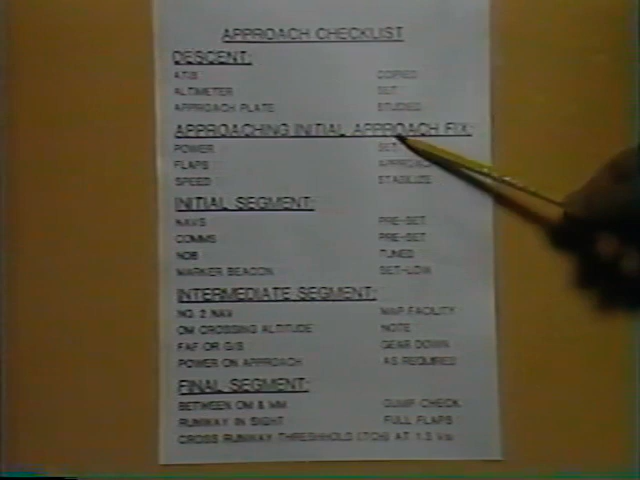 APPROACH CHECKLIST
DESCENT:
ATIS COPIED
ALTIMETER SET
APPROACH PLATE STUDIED
APPROACHING INITIAL APPROACH FIX:
POWER SET
FLAPS APPROACH
SPEED STABILIZE
INITIAL SEGMENT:
NAVS PRE-SET
COMMS PRE-SET
NDB TUNED
MARKER BEACON SET-LOW
INTERMEDIATE SEGMENT:
NO. 2 NAV MAP FACILITY
OM CROSSING ALTITUDE NOTE
FAF OR G/S GEAR DOWN
POWER ON APPROACH AS REQUIRED
FINAL SEGMENT:
BETWEEN OM & MM GUMP CHECK
RUNWAY IN SIGHT FULL FLAPS
CROSS RUNWAY THRESHHOLD (TCH) AT 1.3